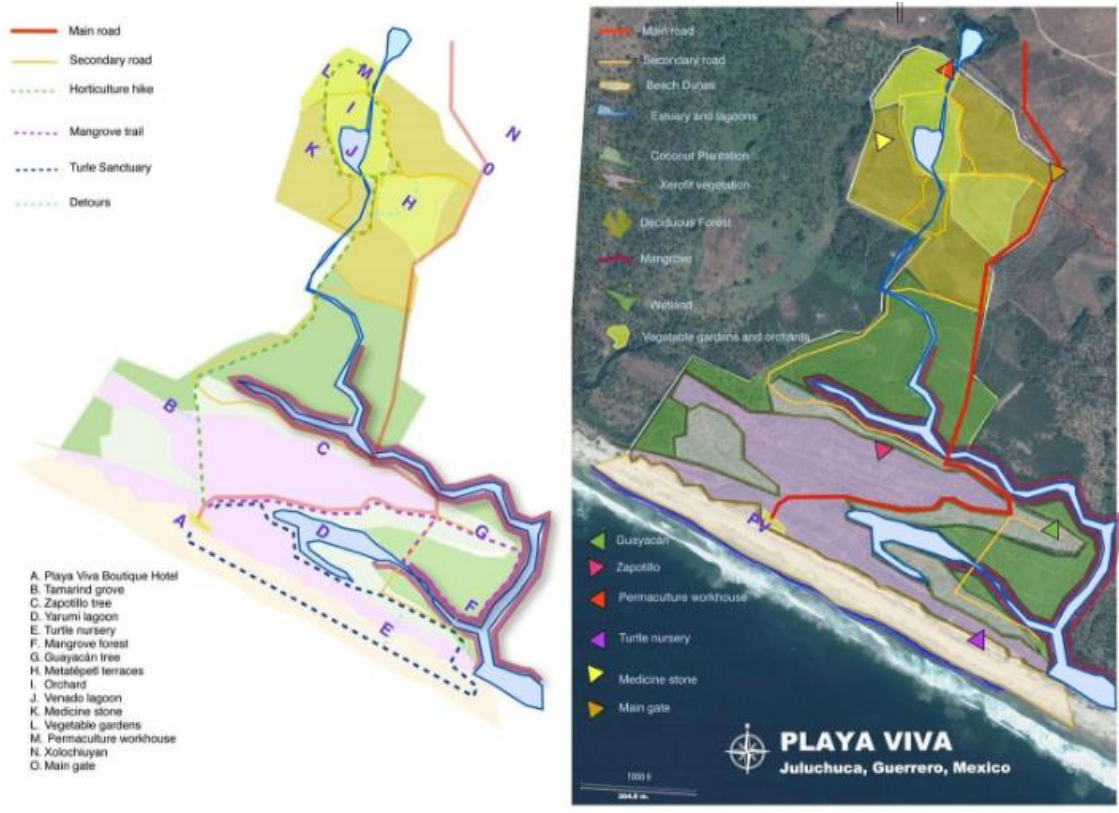 Main road
Secondary road
Horticulture hike
Mangrove trail
Turle Sanctuary
Detours
L
M
I
N
K
J
O
H
B
C
A
D
G
F
E
A. Playa Viva Boutique Hotel
B. Tamarind grove
C. Zapotillo tree
D. Yarumi lagoon
E. Turtle nursery
F. Mangrove forest
G. Guayacán tree
H. Metatépetl terraces
I. Orchard
J. Venado lagoon
K. Medicine stone
L. Vegetable gardens
M. Permaculture workhouse
N. Xolochiuyan
O. Main gate
Main road
Secondary road
Beach Dunes
Estuary and lagoons
Coconut Plantation
Xerofit vegetation
Deciduous Forest
Mangrove
Wetland
Vegetable gardens and orchards
PV
Guayacán
Zapotillo
Permaculture workhouse
Turtle nursery
Medicine stone
Main gate
PLAYA VIVA
Juluchuca, Guerrero, Mexico
1000 ft
304.8 m.